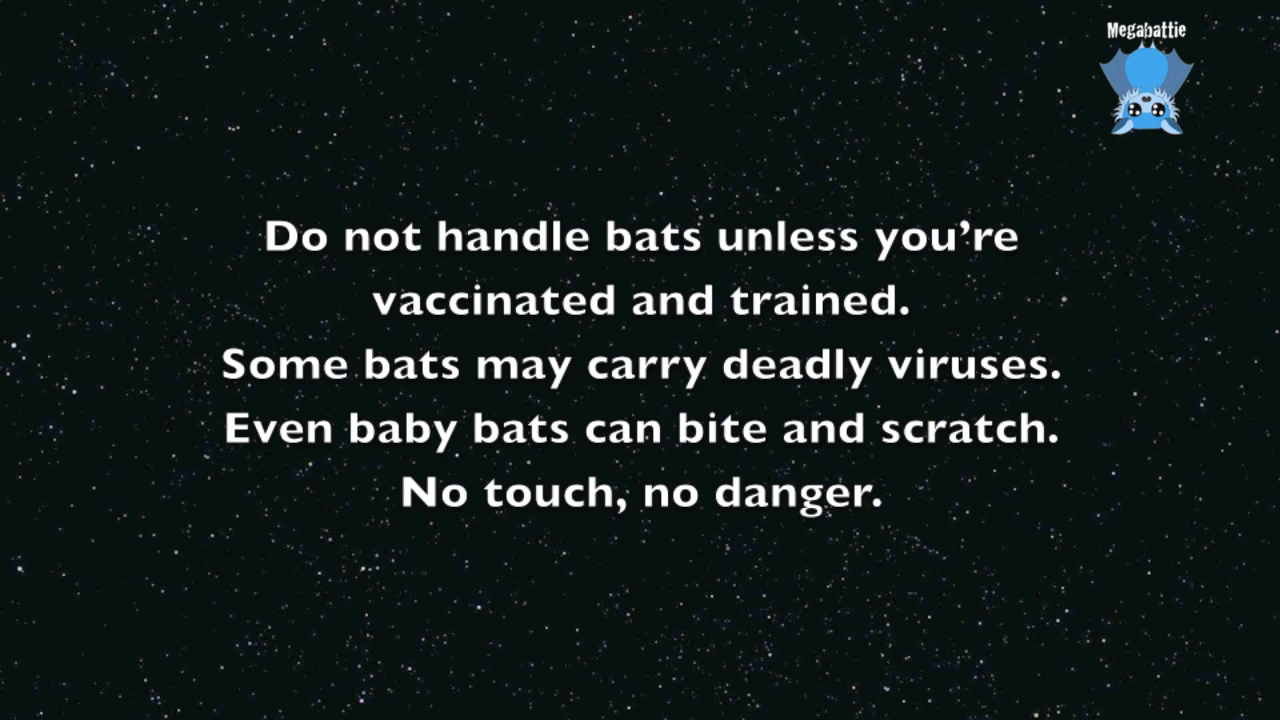 Megabattie
Do not handle bats unless you’re
vaccinated and trained.
Some bats may carry deadly viruses.
Even baby bats can bite and scratch.
No touch, no danger.